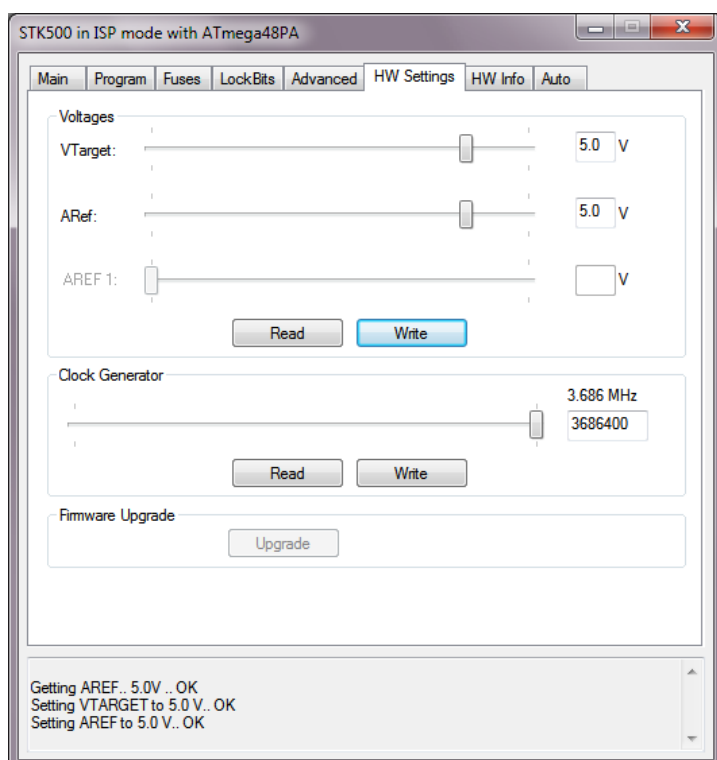 STK500 in ISP mode with ATmega48PA
Main Program Fuses LockBits Advanced HW Settings HW Info Auto
Voltages
VTarget: 5.0 V
ARef: 5.0 V
AREF 1: V
Read Write
Clock Generator
3.686 MHz
3686400
Read Write
Firmware Upgrade
Upgrade
Getting AREF.. 5.0V .. OK
Setting VTARGET to 5.0 V.. OK
Setting AREF to 5.0 V.. OK